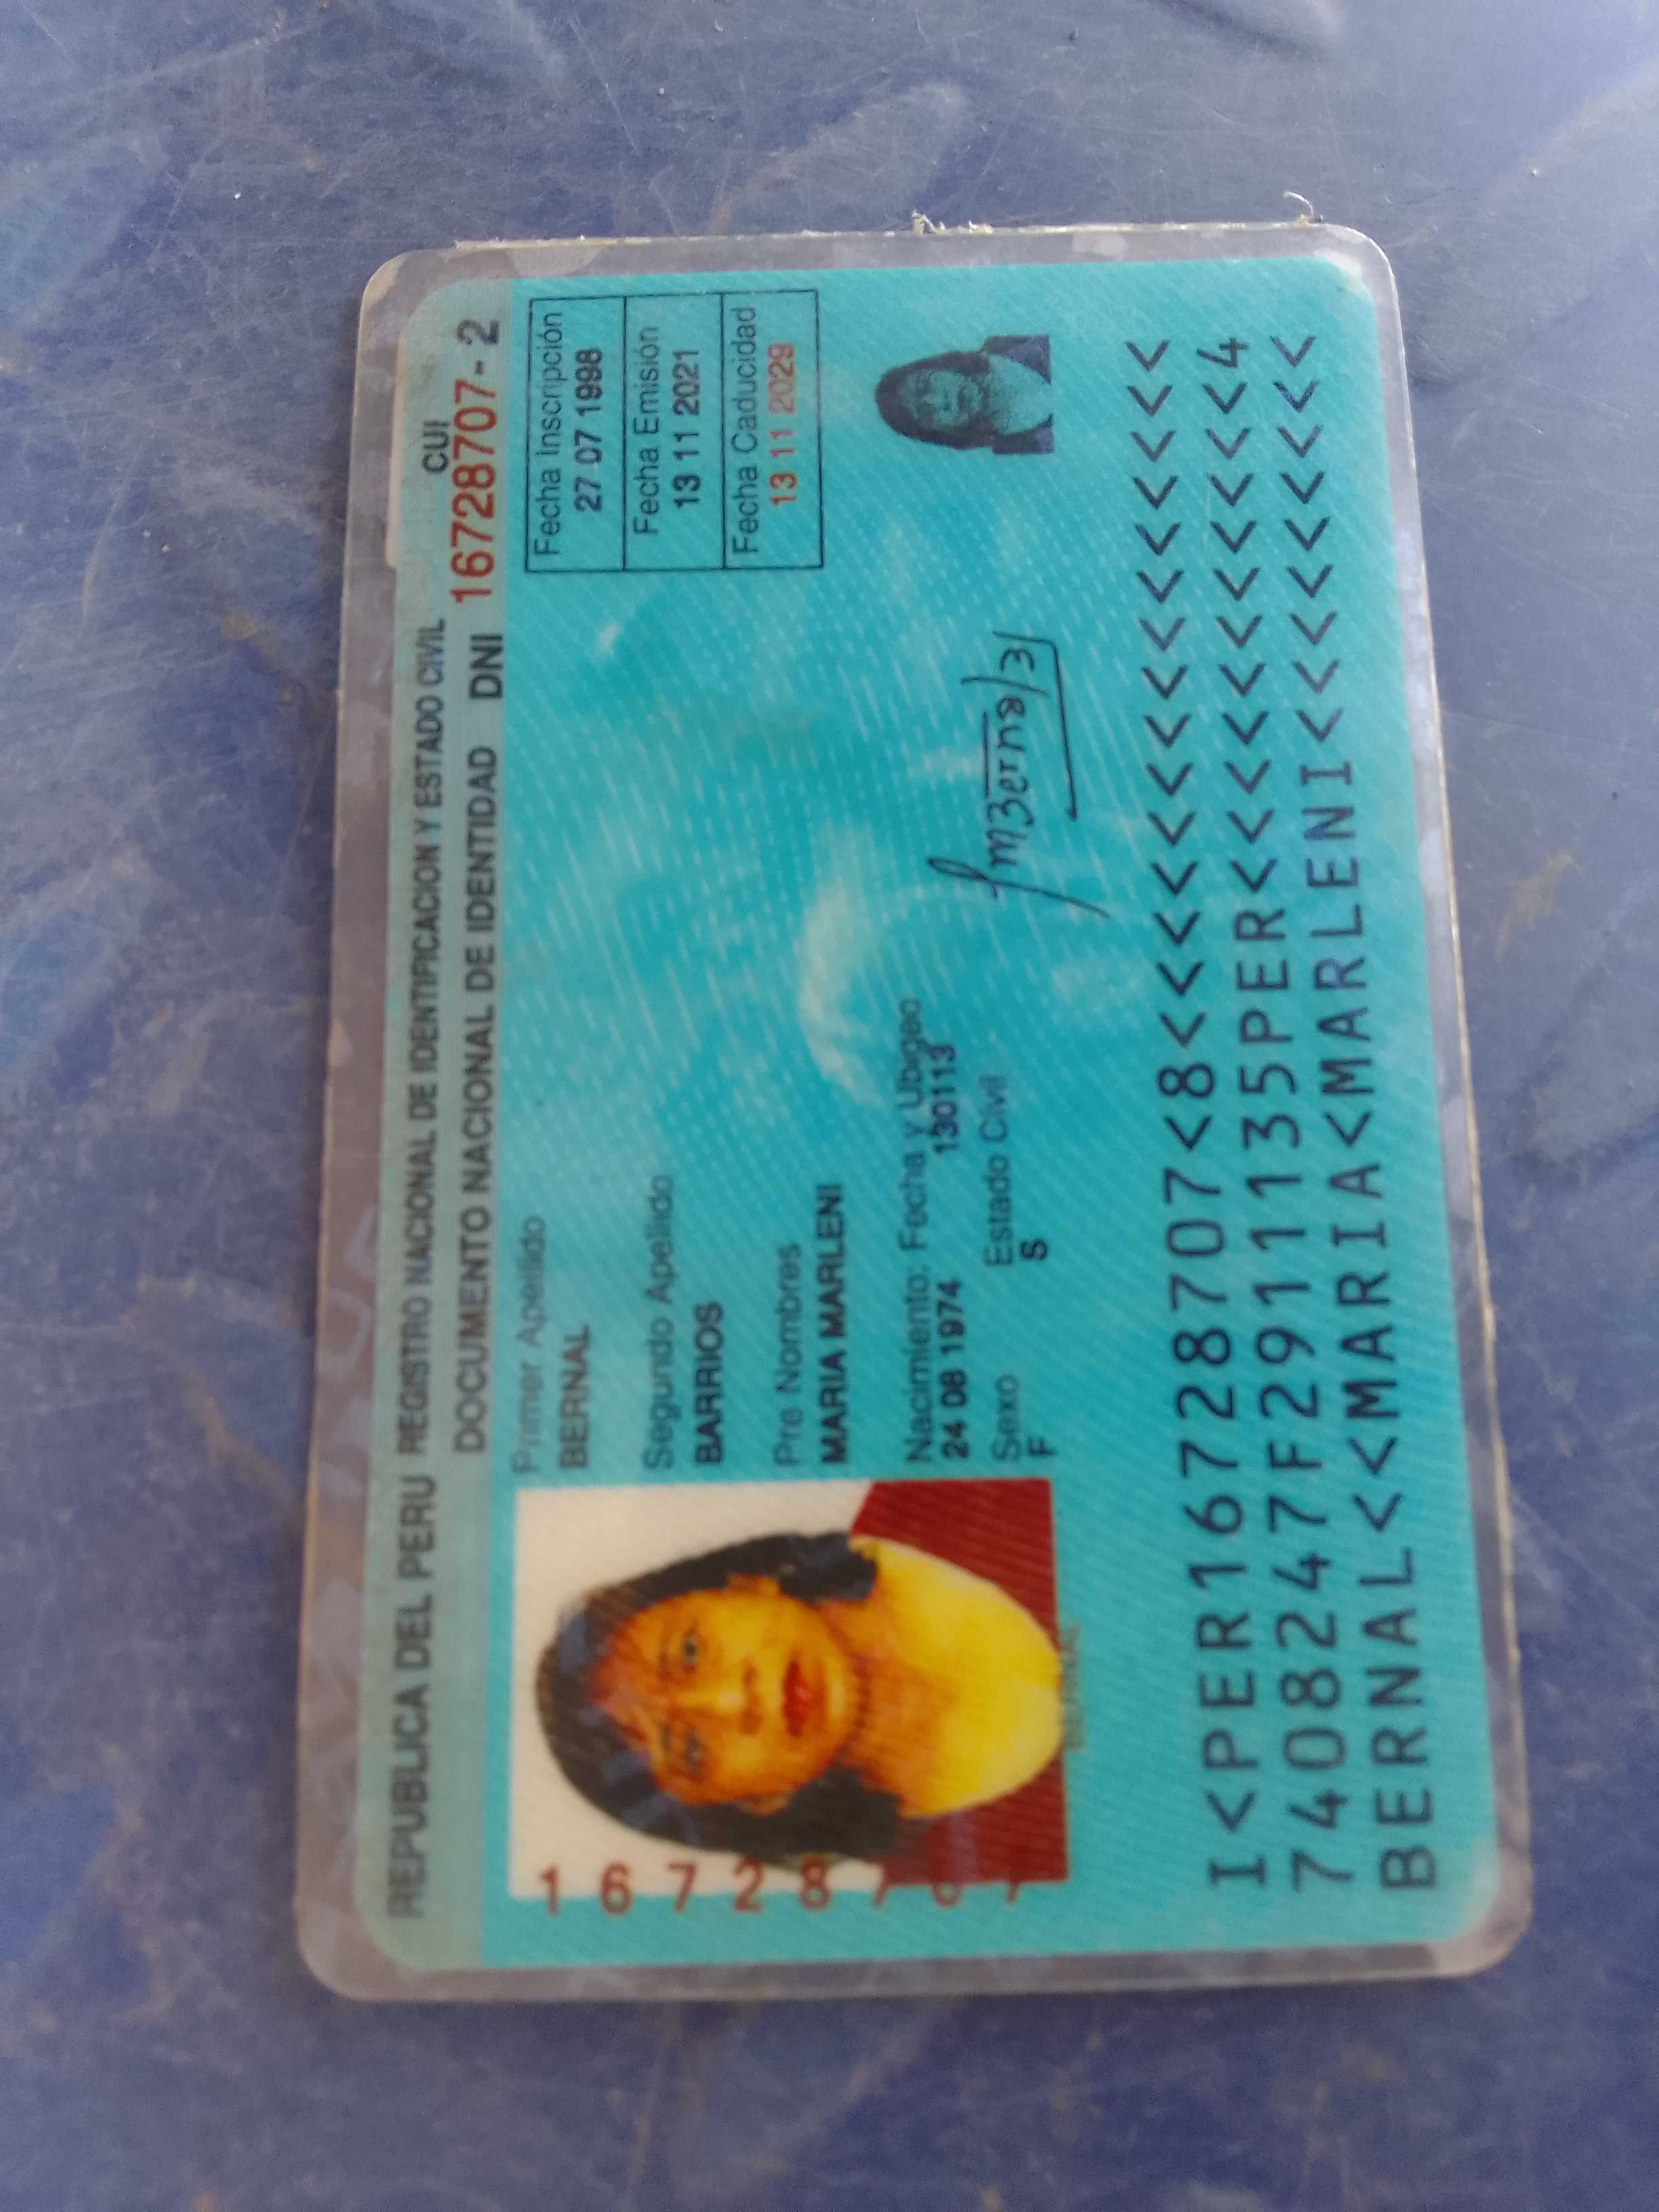 REPUBLICA DEL PERU REGISTRO NACIONAL DE IDENTIFICACION Y ESTADO CIVIL
CUI
DOCUMENTO NACIONAL DE IDENTIDAD DNI 16728707-2
Primer Apellido
BERNAL
Segundo Apellido
BARRIOS
Pre Nombres
MARIA MARLENI
Nacimiento: Fecha y Ubigeo
24 08 1974 130113
Sexo Estado Civil
F S
Fecha Inscripción
27 07 1998
Fecha Emisión
13 11 2021
Fecha Caducidad
13 11 2029
16728707
I<PER16728707<8<<<<<<<<<<<<<<<
7408247F2911135PER<<<<<<<<<<<4
BERNAL<<MARIA<MARLENI<<<<<<<<<